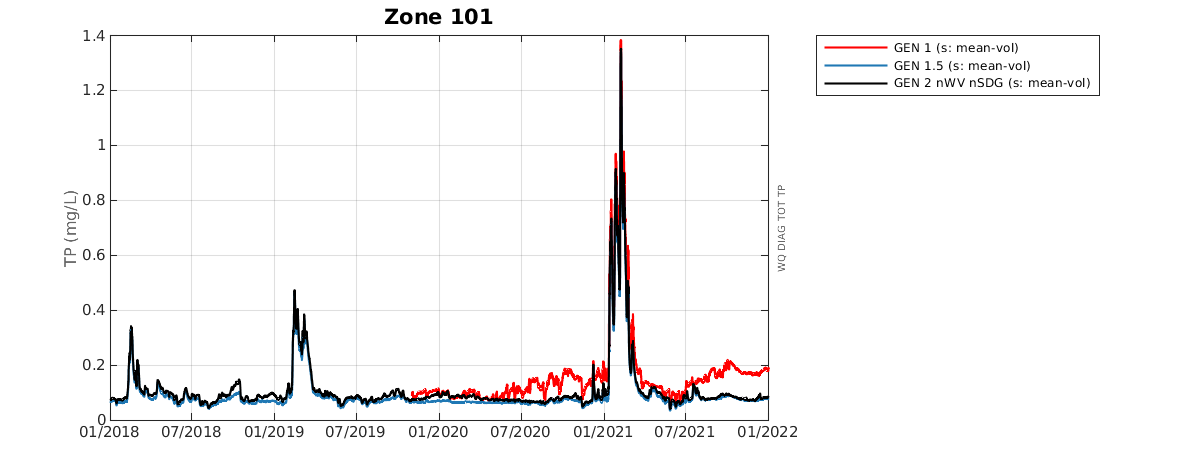 Zone 101
GEN 1 (s: mean-vol)
GEN 1.5 (s: mean-vol)
GEN 2 nWV nSDG (s: mean-vol)
TP (mg/L)
1.4
1.2
1
0.8
0.6
0.4
0.2
0
01/2018 07/2018 01/2019 07/2019 01/2020 07/2020 01/2021 07/2021 01/2022
WQ DIAG TOT TP